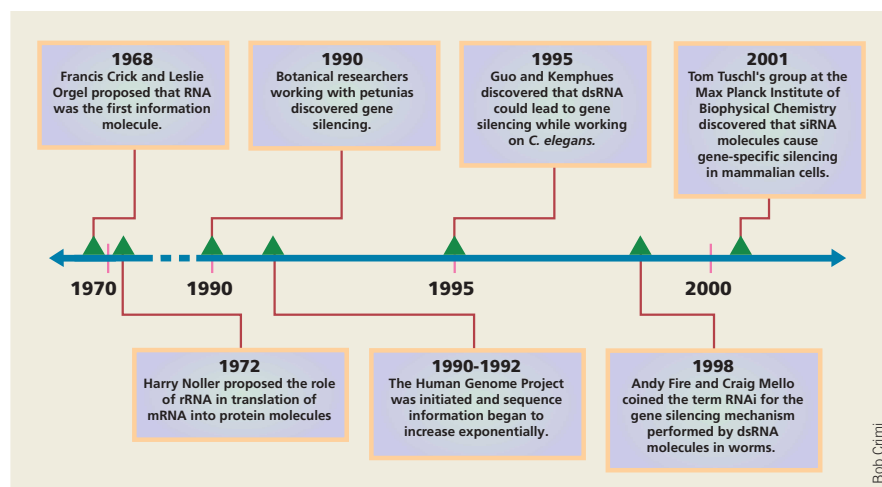 1968
Francis Crick and Leslie
Orgel proposed that RNA
was the first information
molecule.
1990
Botanical researchers
working with petunias
discovered gene
silencing.
1995
Guo and Kemphues
discovered that dsRNA
could lead to gene
silencing while working
on C. elegans.
2001
Tom Tuschl's group at the
Max Planck Institute of
Biophysical Chemistry
discovered that siRNA
molecules cause
gene-specific silencing
in mammalian cells.
1970
1990
1995
2000
1972
Harry Noller proposed the role
of rRNA in translation of
mRNA into protein molecules
1990-1992
The Human Genome Project
was initiated and sequence
information began to
increase exponentially.
1998
Andy Fire and Craig Mello
coined the term RNAi for the
gene silencing mechanism
performed by dsRNA
molecules in worms.
Bob Crimi